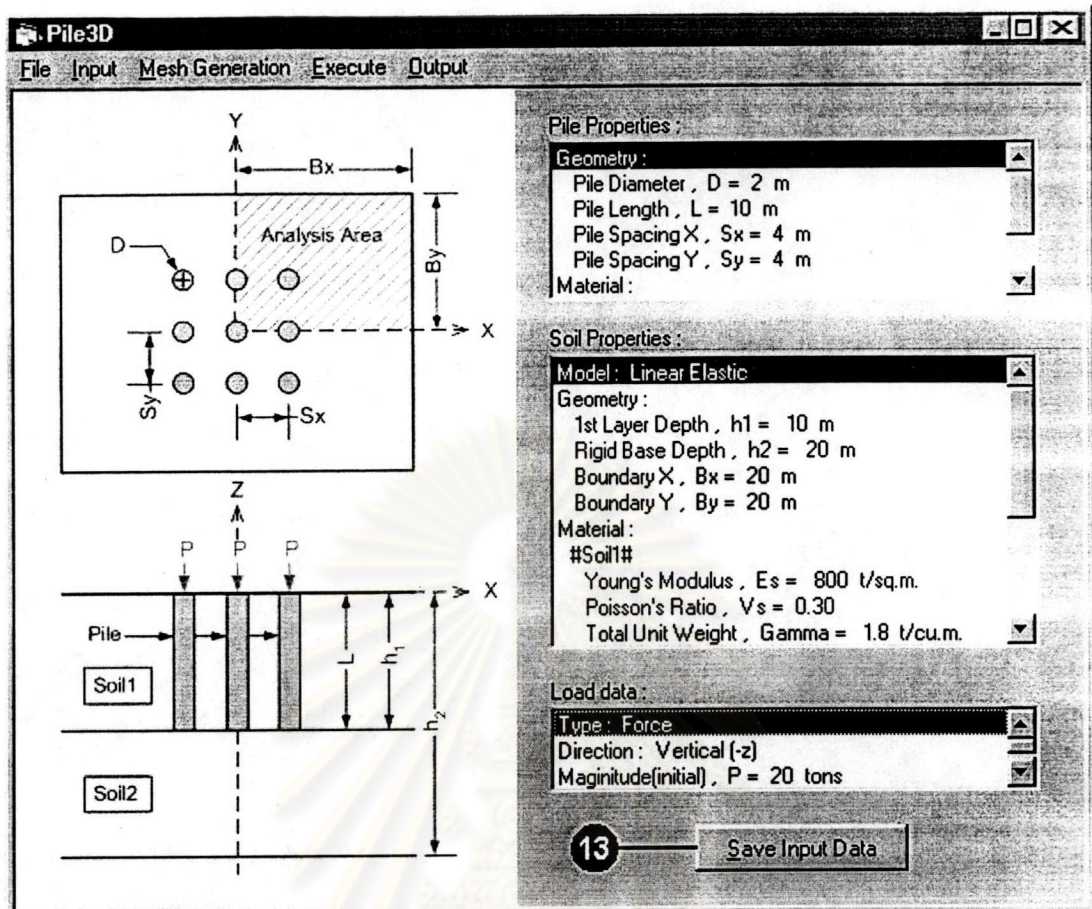 Pile3D
File Input Mesh Generation Execute Output
Y
Bx
D
Analysis Area
By
X
Sy
Sx
Z
P P P
X
Pile
L
h1
h2
Soil1
Soil2
Pile Properties :
Geometry :
Pile Diameter , D = 2 m
Pile Length , L = 10 m
Pile Spacing X , Sx = 4 m
Pile Spacing Y , Sy = 4 m
Material :
Soil Properties :
Model : Linear Elastic
Geometry :
1st Layer Depth , h1 = 10 m
Rigid Base Depth , h2 = 20 m
Boundary X , Bx = 20 m
Boundary Y , By = 20 m
Material :
#Soil1#
Young's Modulus , Es = 800 t/sq.m.
Poisson's Ratio , Vs = 0.30
Total Unit Weight , Gamma = 1.8 t/cu.m.
Load data :
Type : Force
Direction : Vertical (-z)
Maginitude(initial) , P = 20 tons
13
Save Input Data